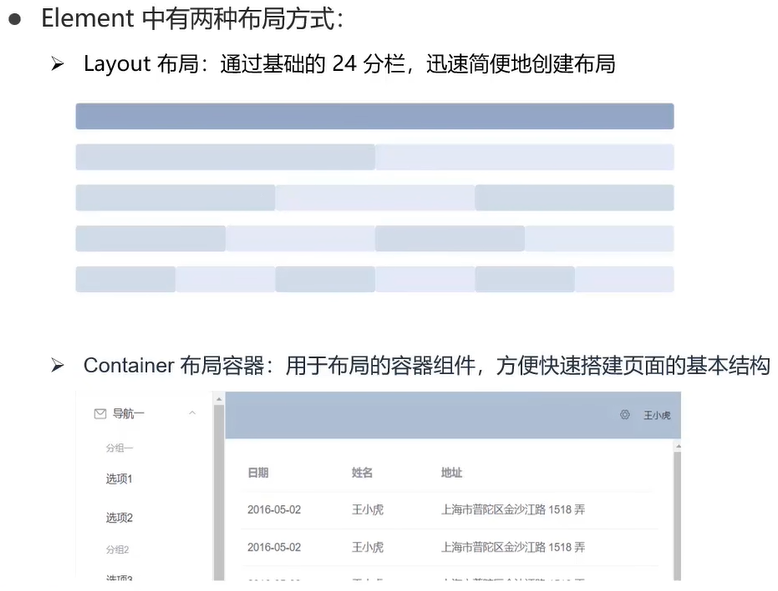 ● Element 中有两种布局方式：
➢ Layout 布局：通过基础的 24 分栏，迅速简便地创建布局
➢ Container 布局容器：用于布局的容器组件，方便快速搭建页面的基本结构
导航一
王小虎
分组一
日期 姓名 地址
选项1
2016-05-02 王小虎 上海市普陀区金沙江路 1518 弄
选项2
分组2
2016-05-02 王小虎 上海市普陀区金沙江路 1518 弄
选项3